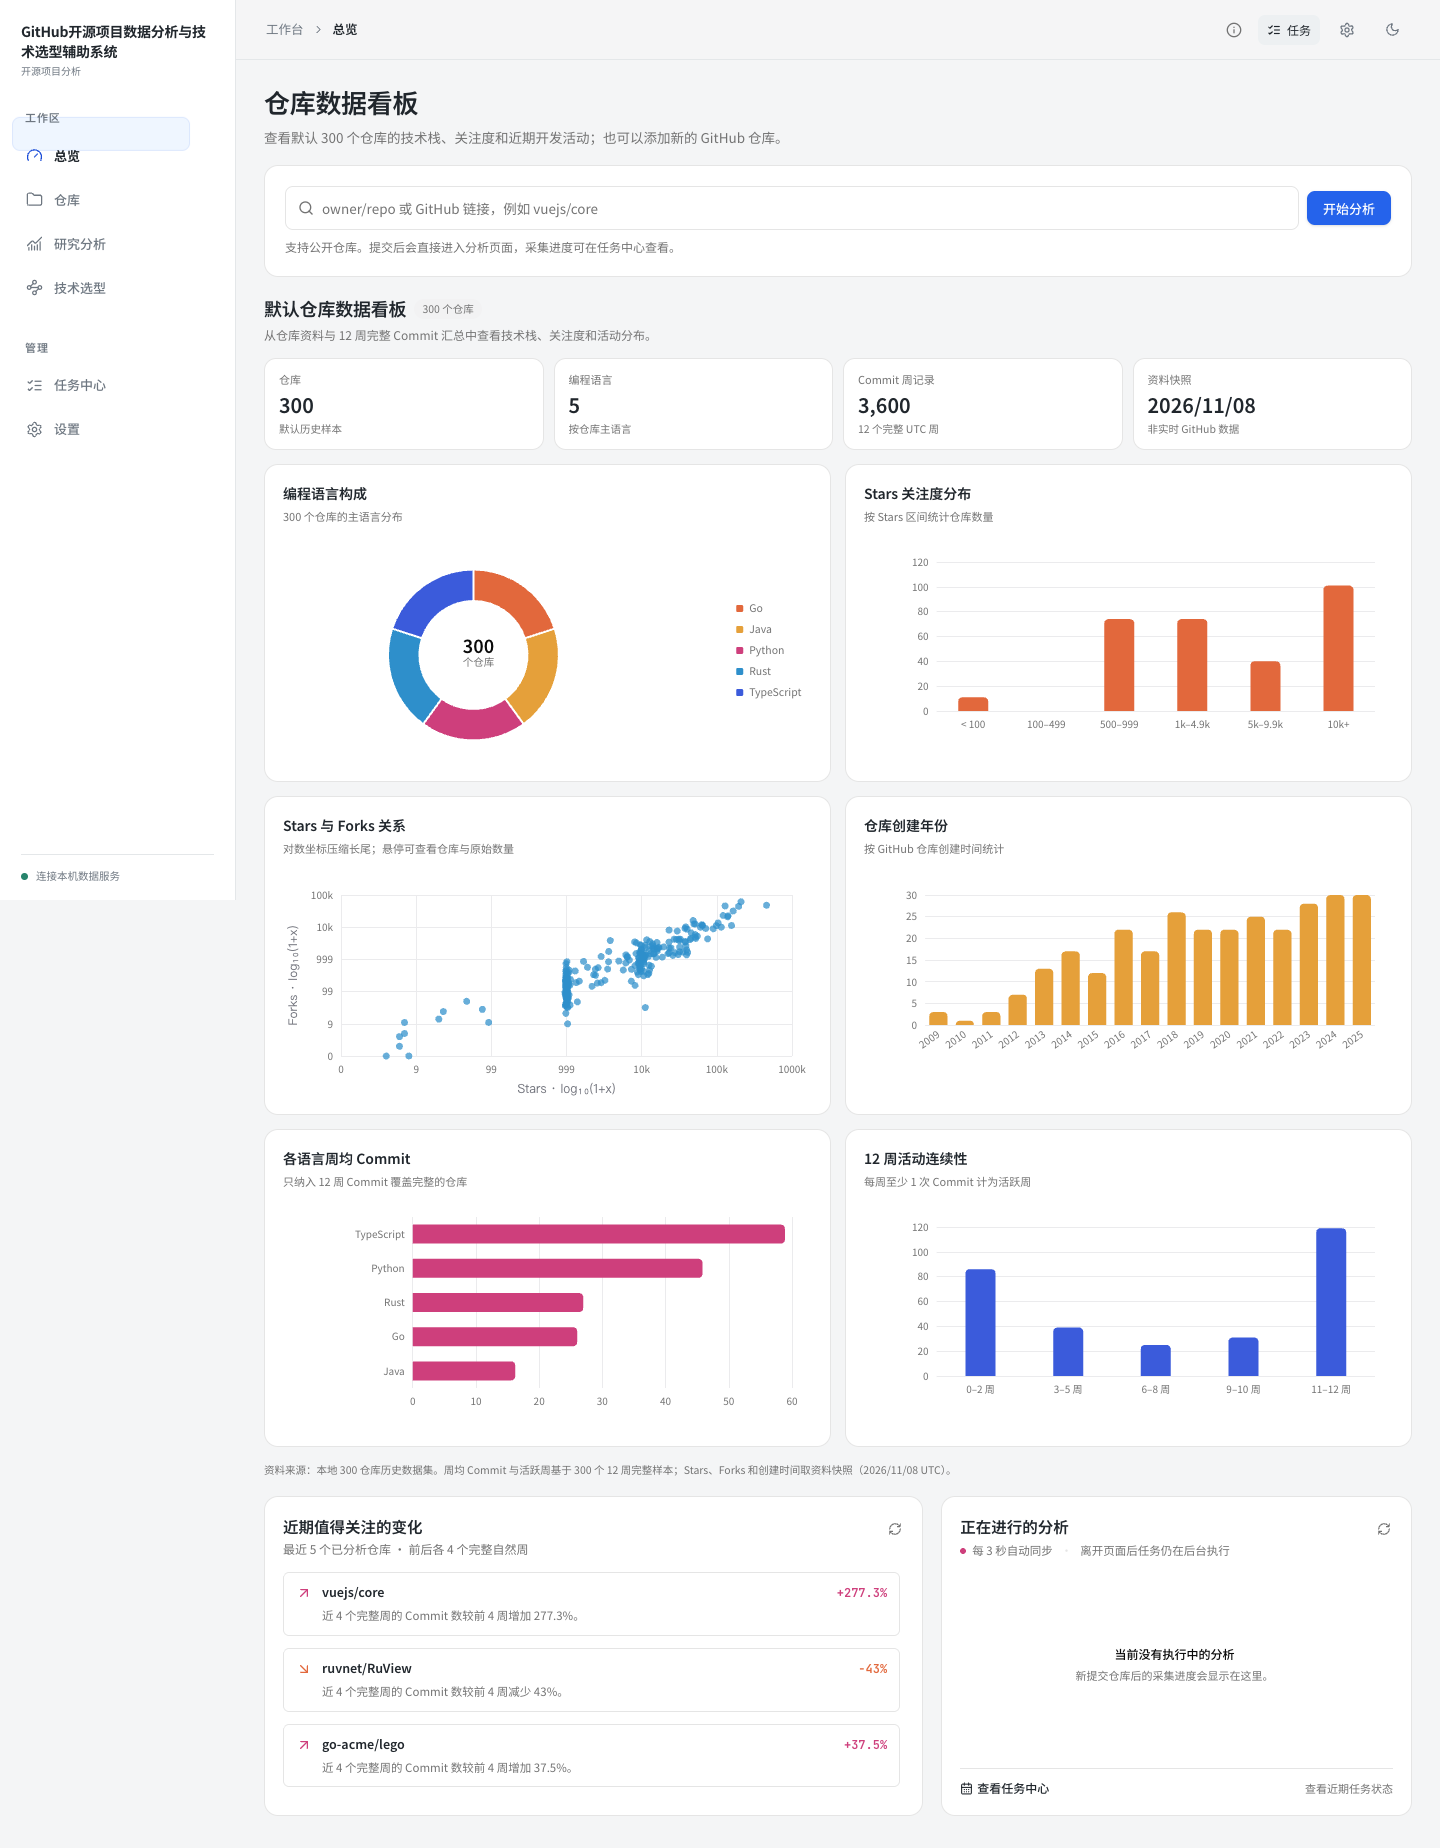 GitHub开源项目数据分析与技
术选型辅助系统
开源项目分析
工作区
总览
仓库
研究分析
技术选型
管理
任务中心
设置
连接本机数据服务
工作台
总览
任务
仓库数据看板
查看默认 300 个仓库的技术栈、关注度和近期开发活动；也可以添加新的 GitHub 仓库。
owner/repo 或 GitHub 链接，例如 vuejs/core
开始分析
支持公开仓库。提交后会直接进入分析页面，采集进度可在任务中心查看。
默认仓库数据看板
300 个仓库
从仓库资料与 12 周完整 Commit 汇总中查看技术栈、关注度和活动分布。
仓库
300
默认历史样本
编程语言
5
按仓库主语言
Commit 周记录
3,600
12 个完整 UTC 周
资料快照
2026/11/08
非实时 GitHub 数据
编程语言构成
300 个仓库的主语言分布
300
个仓库
Go
Java
Python
Rust
TypeScript
Stars 关注度分布
按 Stars 区间统计仓库数量
120
100
80
60
40
20
0
< 100
100–499
500–999
1k–4.9k
5k–9.9k
10k+
Stars 与 Forks 关系
对数坐标压缩长尾；悬停可查看仓库与原始数量
Forks · log₁₀(1+x)
100k
10k
999
99
9
0
0
9
99
999
10k
100k
1000k
Stars · log₁₀(1+x)
仓库创建年份
按 GitHub 仓库创建时间统计
30
25
20
15
10
5
0
2009
2010
2011
2012
2013
2014
2015
2016
2017
2018
2019
2020
2021
2022
2023
2024
2025
各语言周均 Commit
只纳入 12 周 Commit 覆盖完整的仓库
TypeScript
Python
Rust
Go
Java
0
10
20
30
40
50
60
12 周活动连续性
每周至少 1 次 Commit 计为活跃周
120
100
80
60
40
20
0
0–2 周
3–5 周
6–8 周
9–10 周
11–12 周
资料来源：本地 300 仓库历史数据集。周均 Commit 与活跃周基于 300 个 12 周完整样本；Stars、Forks 和创建时间取资料快照（2026/11/08 UTC）。
近期值得关注的变化
最近 5 个已分析仓库 · 前后各 4 个完整自然周
vuejs/core
+277.3%
近 4 个完整周的 Commit 数较前 4 周增加 277.3%。
ruvnet/RuView
-43%
近 4 个完整周的 Commit 数较前 4 周减少 43%。
go-acme/lego
+37.5%
近 4 个完整周的 Commit 数较前 4 周增加 37.5%。
正在进行的分析
每 3 秒自动同步 · 离开页面后任务仍在后台执行
当前没有执行中的分析
新提交仓库后的采集进度会显示在这里。
查看任务中心
查看近期任务状态